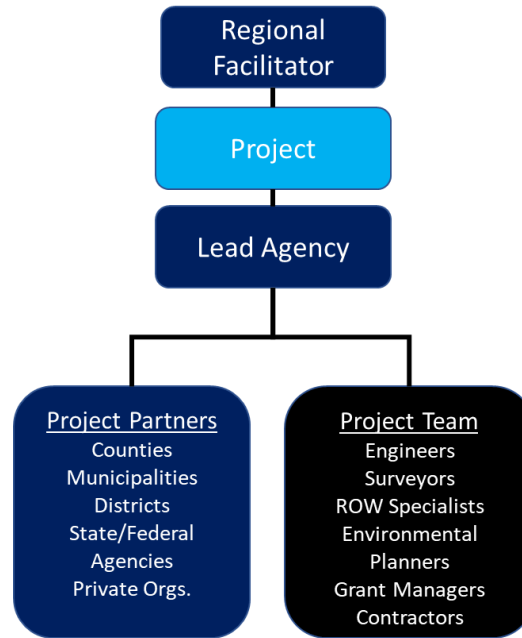 Regional
Facilitator
Project
Lead Agency
Project Partners
Counties
Municipalities
Districts
State/Federal
Agencies
Private Orgs.
Project Team
Engineers
Surveyors
ROW Specialists
Environmental
Planners
Grant Managers
Contractors